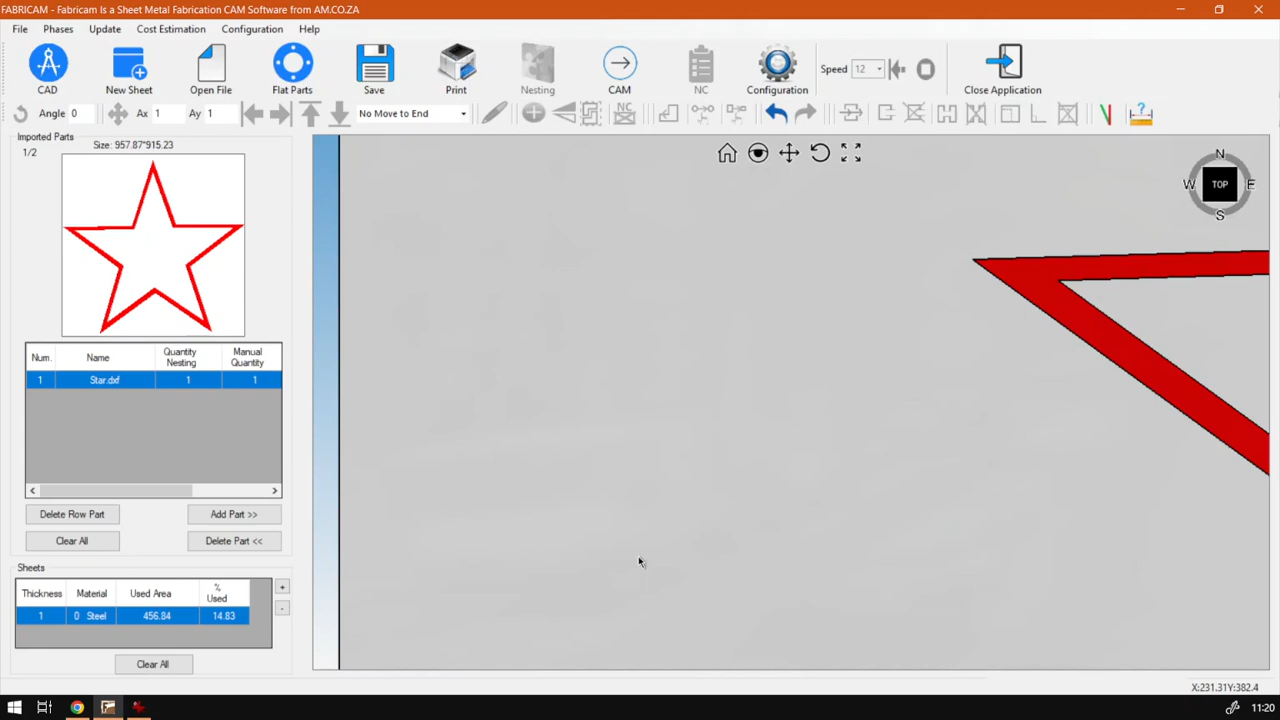 FABRICAM - Fabricam Is a Sheet Metal Fabrication CAM Software from AM.CO.ZA
File Phases Update Cost Estimation Configuration Help
CAD New Sheet Open File Flat Parts Save Print Nesting CAM NC Configuration Speed 12 Close Application
Angle 0 Ax 1 Ay 1 No Move to End NC
Imported Parts
1/2 Size: 957.87*915.23
N
W TOP E
S
Num. Name Quantity Nesting Manual Quantity
1 Star.dxf 1 1
Delete Row Part Add Part >>
Clear All Delete Part <<
Sheets
Thickness Material Used Area % Used
1 0 Steel 456.84 14.83
+
-
Clear All
X:231.31Y:382.4
11:20